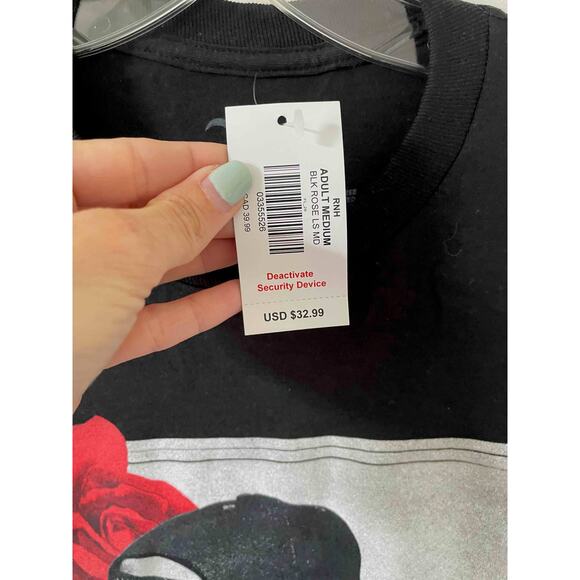 RNH
ADULT MEDIUM
BLK ROSE LS MD
03355526
CAD 39.99
Deactivate
Security Device
USD $32.99